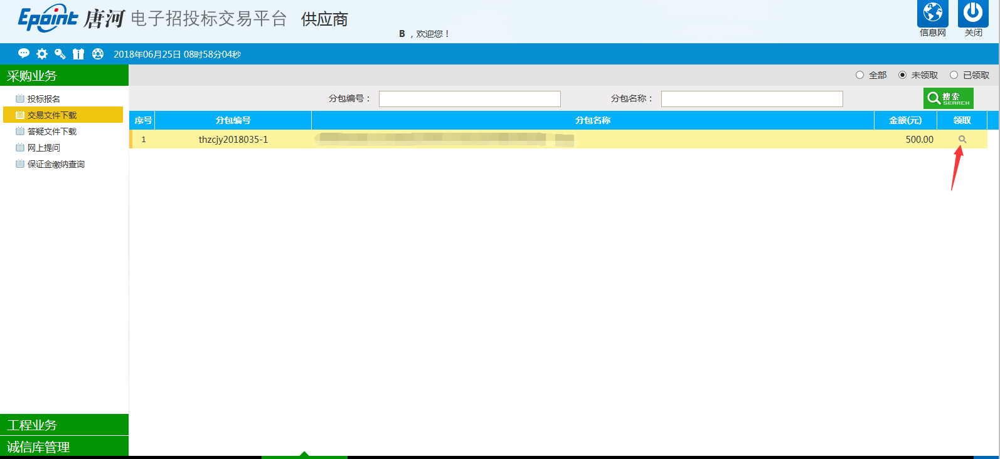 Epoint 唐河 电子招投标交易平台 供应商
B ，欢迎您！
信息网 关闭
2018年06月25日 08时58分04秒
采购业务
全部 未领取 已领取
投标报名
分包编号： 分包名称： 搜索 SEARCH
交易文件下载
序号 分包编号 分包名称 金额(元) 领取
答疑文件下载
1 thzcjy2018035-1 500.00
网上提问
保证金缴纳查询
工程业务
诚信库管理